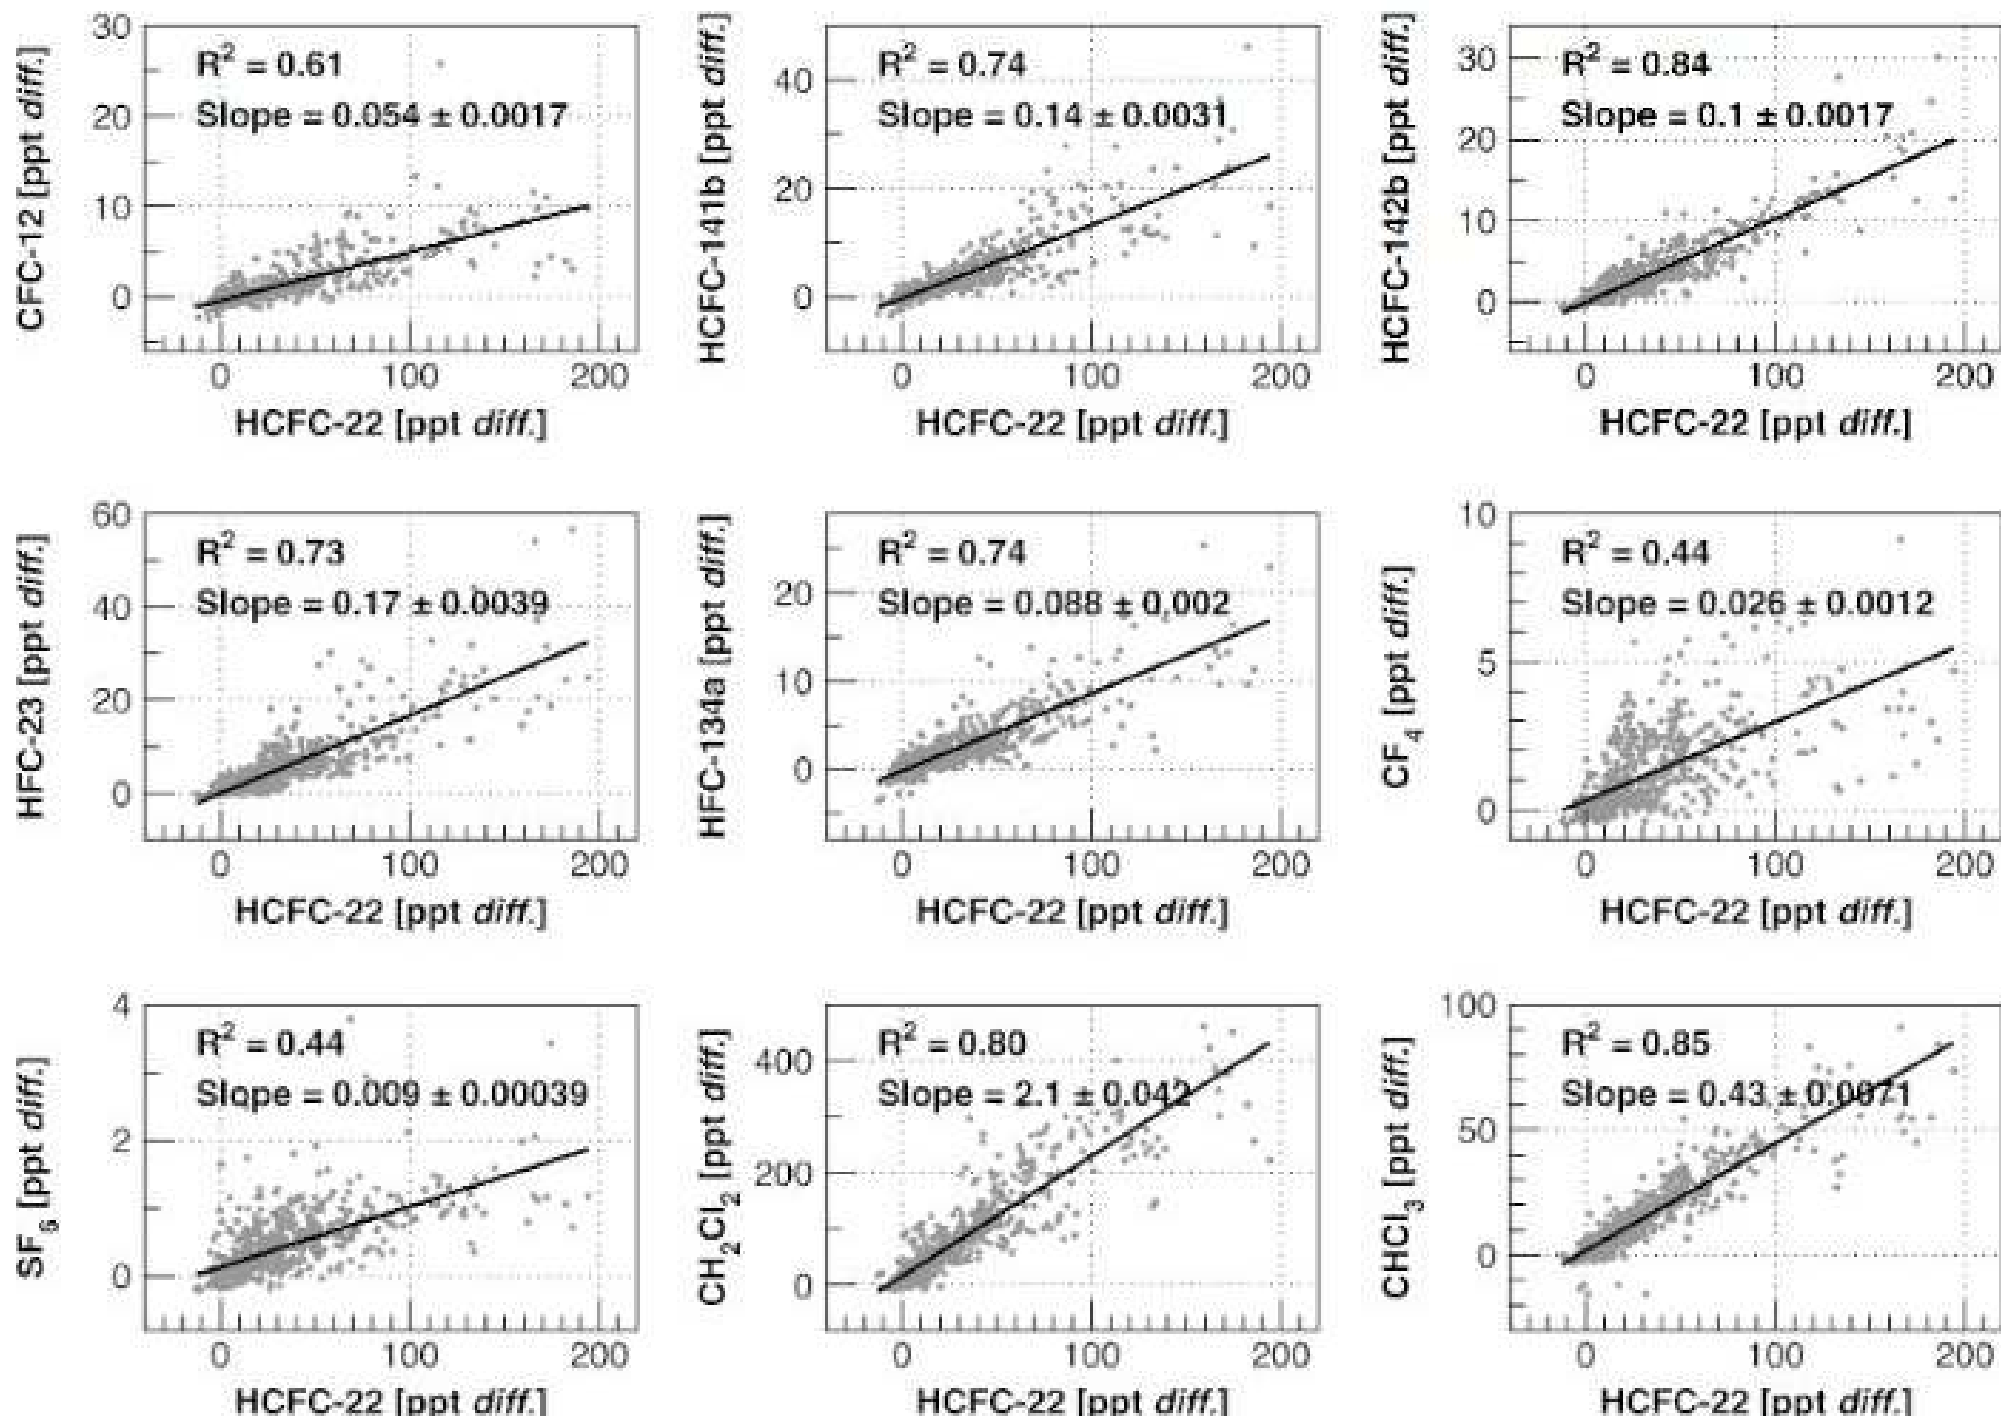 CFC-12 [ppt diff.]
30
20
10
0
R2 = 0.61
Slope = 0.054 ± 0.0017
0 100 200
HCFC-22 [ppt diff.]
HCFC-141b [ppt diff.]
40
20
0
R2 = 0.74
Slope = 0.14 ± 0.0031
0 100 200
HCFC-22 [ppt diff.]
HCFC-142b [ppt diff.]
30
20
10
0
R2 = 0.84
Slope = 0.1 ± 0.0017
0 100 200
HCFC-22 [ppt diff.]
HFC-23 [ppt diff.]
60
40
20
0
R2 = 0.73
Slope = 0.17 ± 0.0039
0 100 200
HCFC-22 [ppt diff.]
HFC-134a [ppt diff.]
20
10
0
R2 = 0.74
Slope = 0.088 ± 0.002
0 100 200
HCFC-22 [ppt diff.]
CF4 [ppt diff.]
10
5
0
R2 = 0.44
Slope = 0.026 ± 0.0012
0 100 200
HCFC-22 [ppt diff.]
SF6 [ppt diff.]
4
2
0
R2 = 0.44
Slope = 0.009 ± 0.00039
0 100 200
HCFC-22 [ppt diff.]
CH2Cl2 [ppt diff.]
400
200
0
R2 = 0.80
Slope = 2.1 ± 0.042
0 100 200
HCFC-22 [ppt diff.]
CHCl3 [ppt diff.]
100
50
0
R2 = 0.85
Slope = 0.43 ± 0.0071
0 100 200
HCFC-22 [ppt diff.]